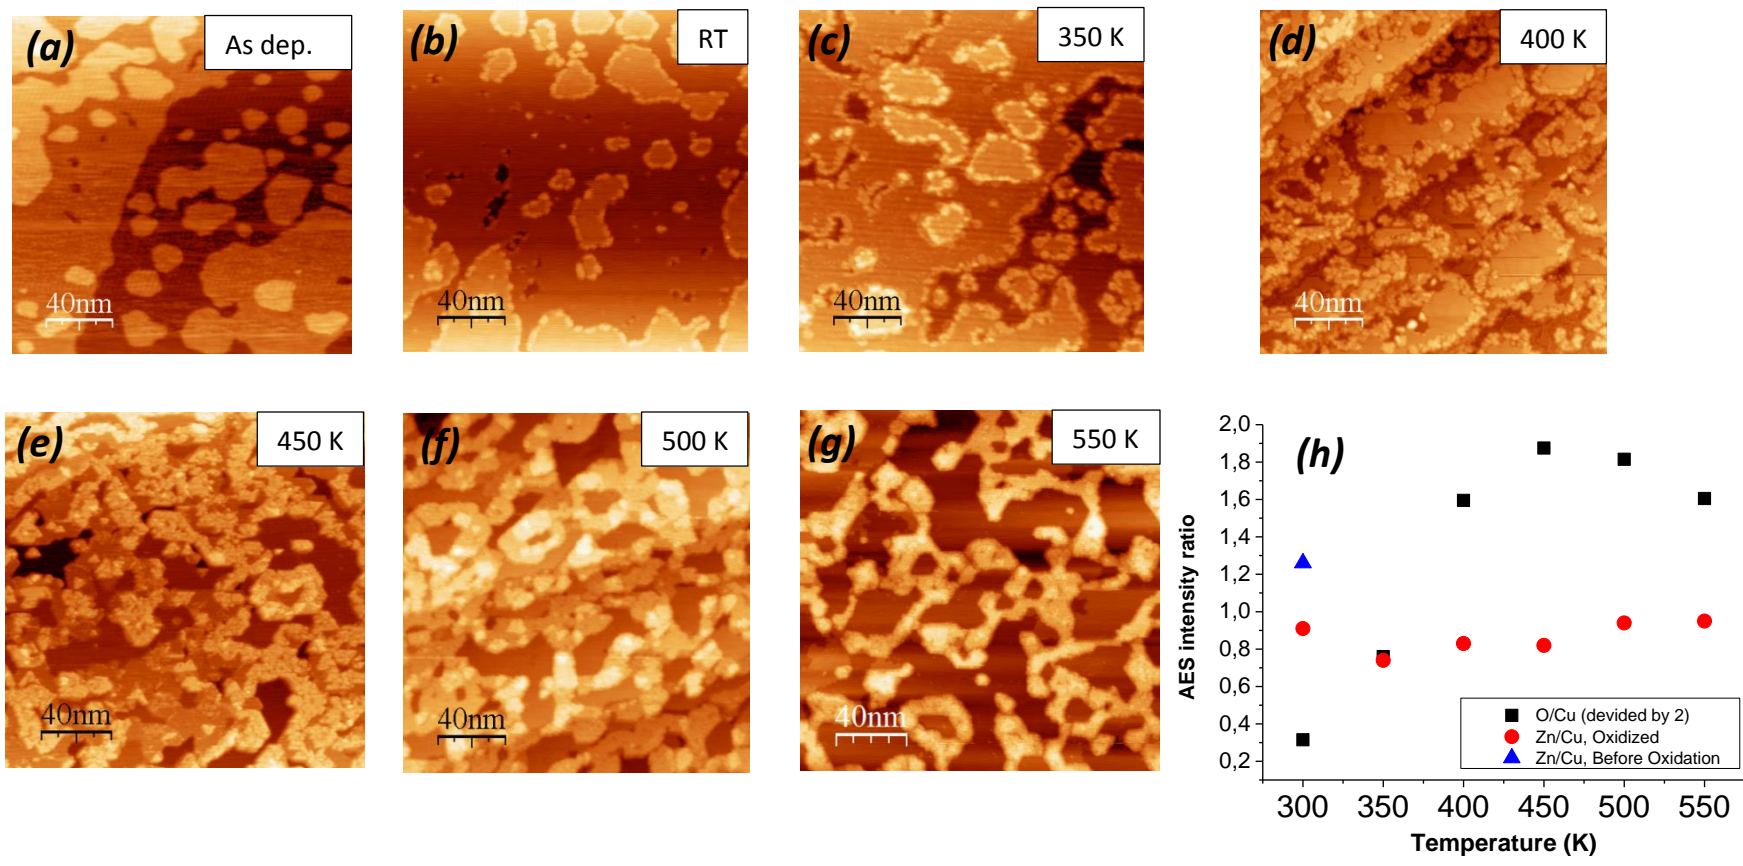 (a)
As dep.
40nm
(b)
RT
40nm
(c)
350 K
40nm
(d)
400 K
40nm
(e)
450 K
40nm
(f)
500 K
40nm
(g)
550 K
40nm
(h)
AES intensity ratio
2,0
1,8
1,6
1,4
1,2
1,0
0,8
0,6
0,4
0,2
O/Cu (devided by 2)
Zn/Cu, Oxidized
Zn/Cu, Before Oxidation
300 350 400 450 500 550
Temperature (K)